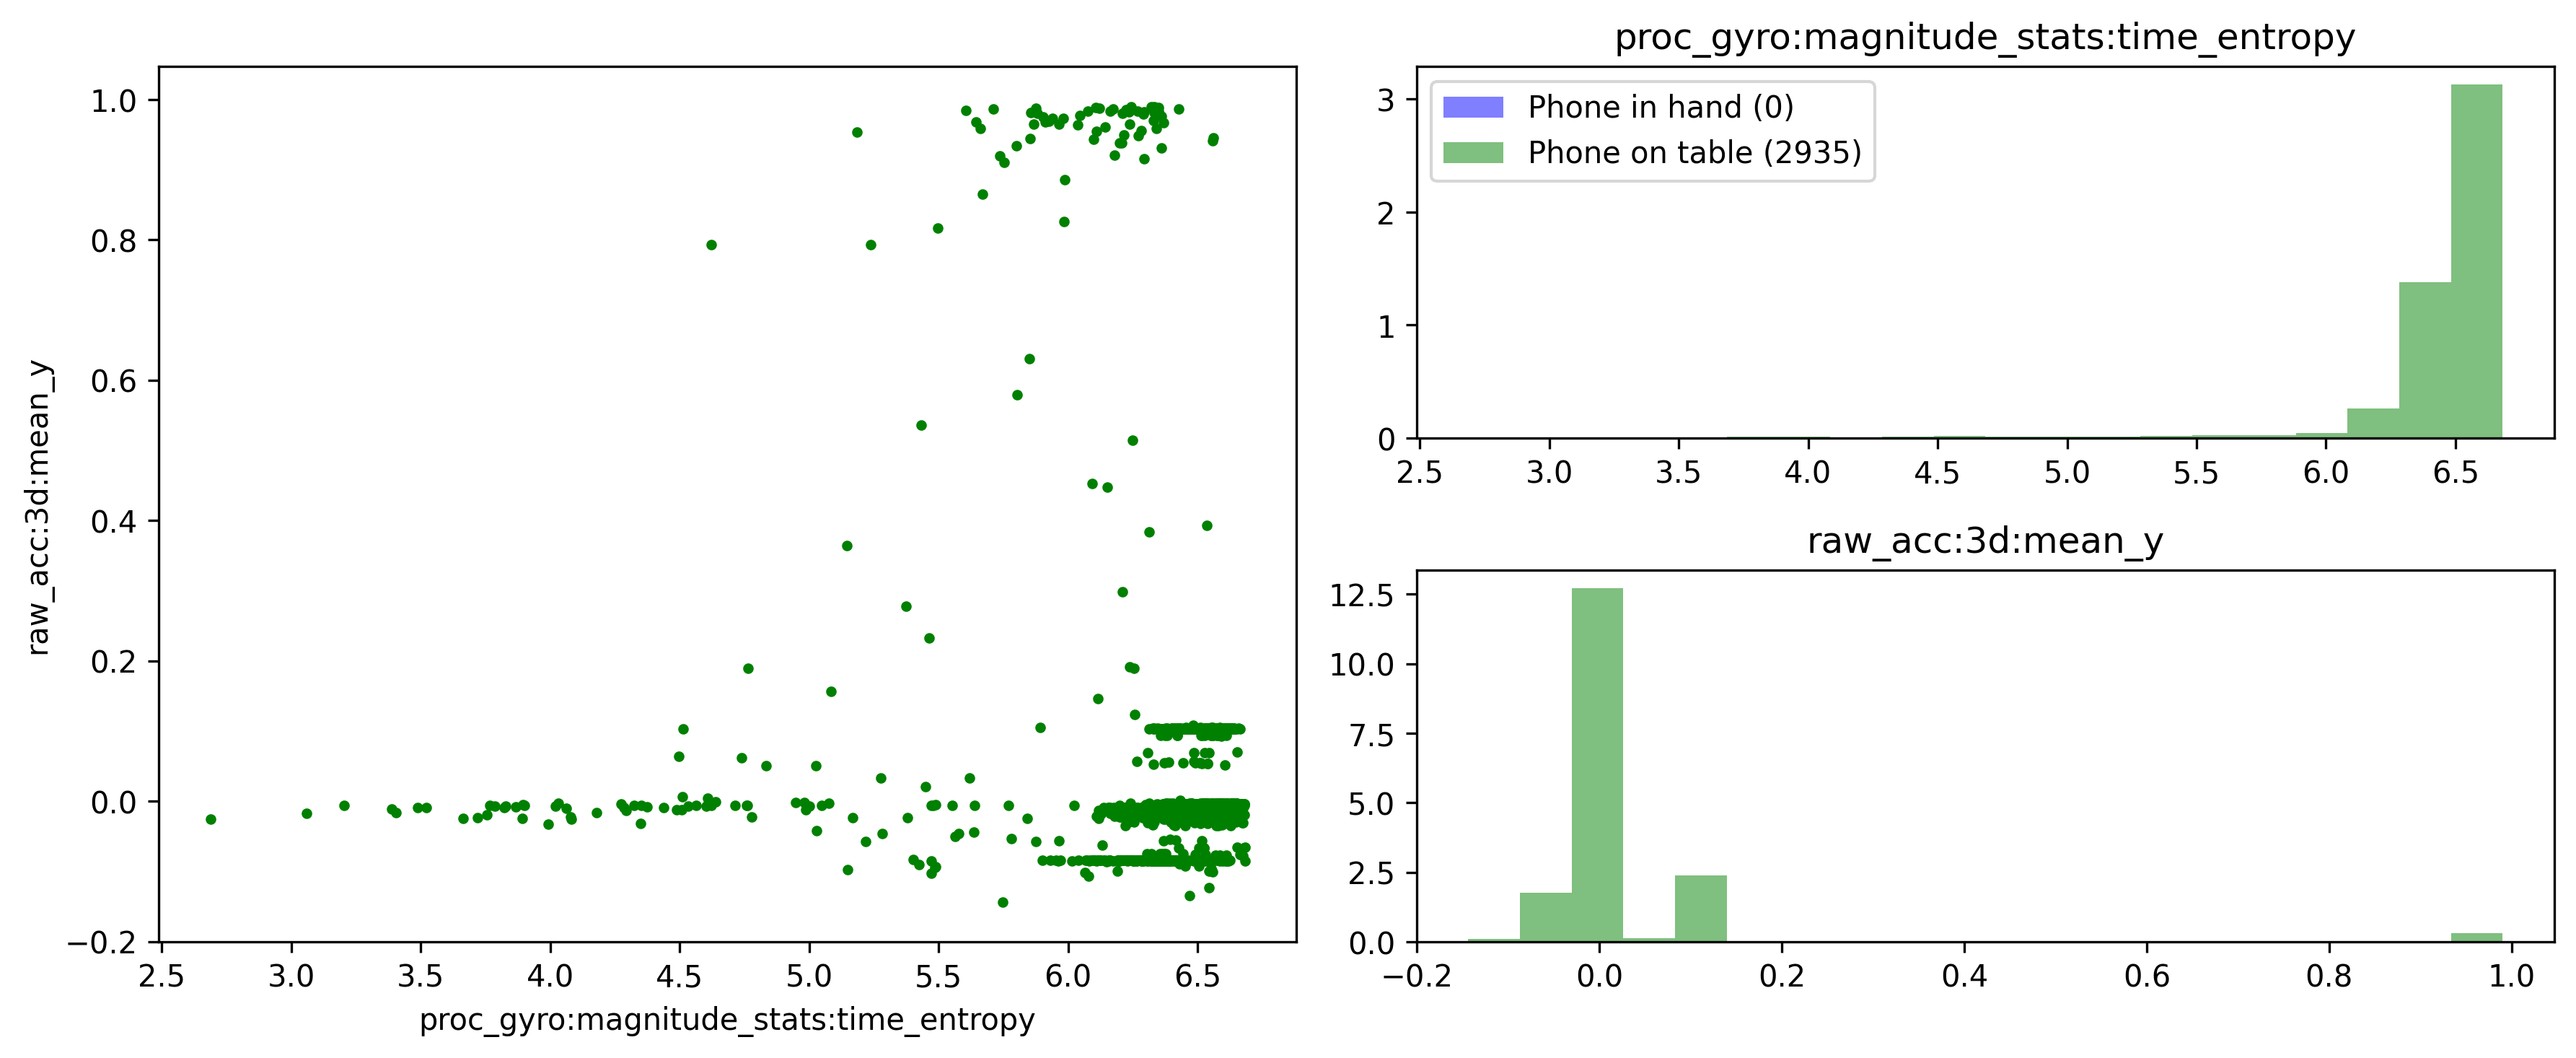 1.0
0.8
0.6
0.4
0.2
0.0
−0.2
raw_acc:3d:mean_y
2.5 3.0 3.5 4.0 4.5 5.0 5.5 6.0 6.5
proc_gyro:magnitude_stats:time_entropy
proc_gyro:magnitude_stats:time_entropy
Phone in hand (0)
Phone on table (2935)
3
2
1
0
2.5 3.0 3.5 4.0 4.5 5.0 5.5 6.0 6.5
raw_acc:3d:mean_y
12.5
10.0
7.5
5.0
2.5
0.0
−0.2 0.0 0.2 0.4 0.6 0.8 1.0